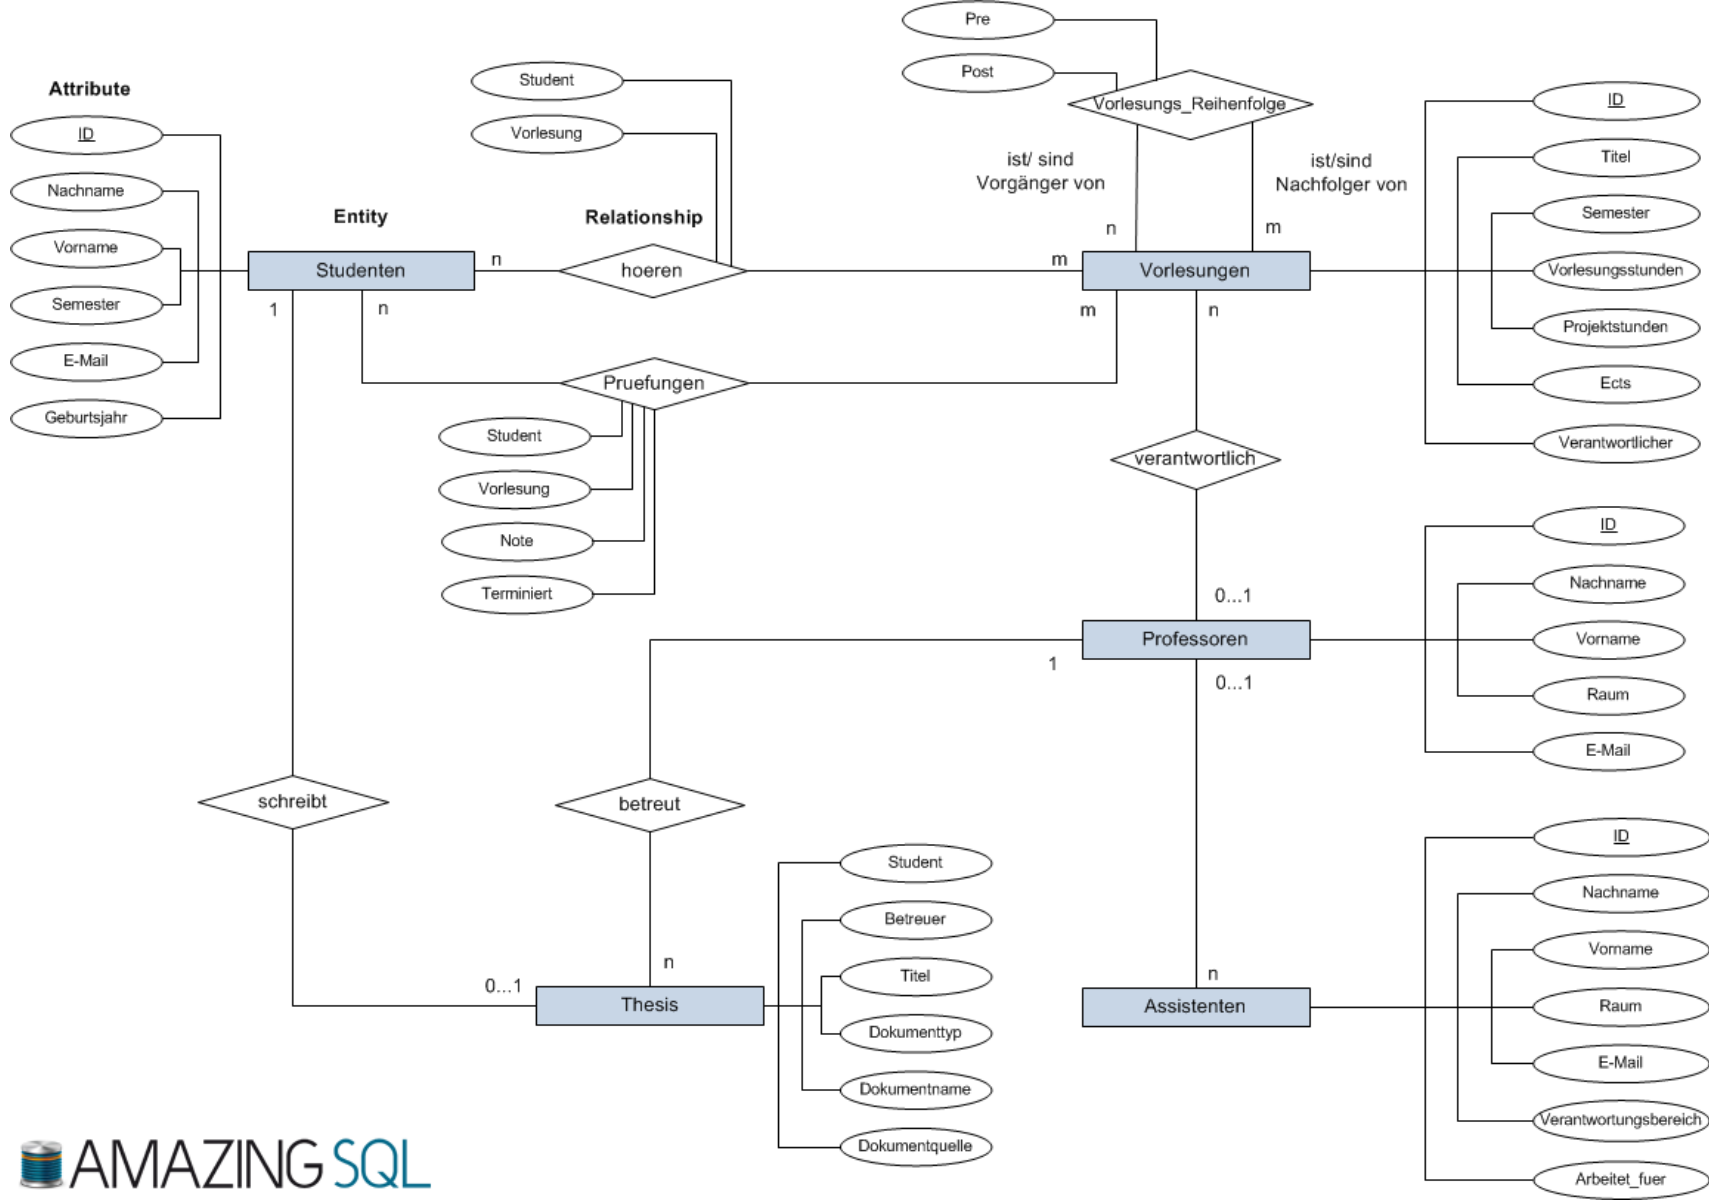 Pre
Post
Vorlesungs_Reihenfolge
ist/ sind
Vorgänger von
ist/sind
Nachfolger von
n
m
Attribute
ID
Nachname
Vorname
Semester
E-Mail
Geburtsjahr
Entity
Studenten
Relationship
Student
Vorlesung
n
hoeren
m
Vorlesungen
ID
Titel
Semester
Vorlesungsstunden
Projektstunden
Ects
Verantwortlicher
1
n
m
n
Pruefungen
Student
Vorlesung
Note
Terminiert
verantwortlich
0...1
Professoren
1
0...1
ID
Nachname
Vorname
Raum
E-Mail
schreibt
betreut
n
0...1
Thesis
Student
Betreuer
Titel
Dokumenttyp
Dokumentname
Dokumentquelle
n
Assistenten
ID
Nachname
Vorname
Raum
E-Mail
Verantwortungsbereich
Arbeitet_fuer
AMAZING SQL